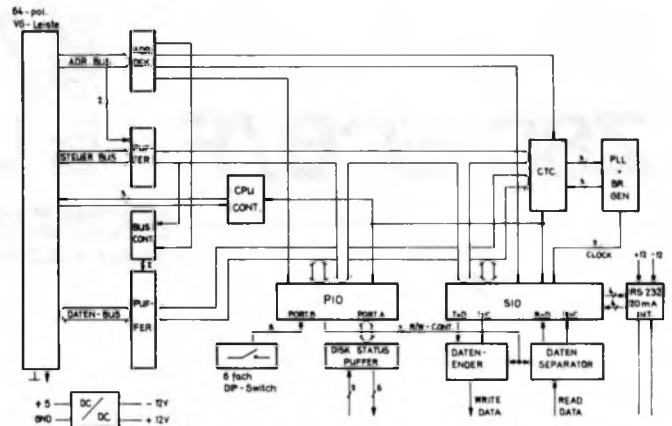 64-pol.
VG-Leiste
ADR. BUS
ADR.
DEK.
2
STEUER BUS
PUF-
TER
CPU
CONT.
BUS
CONT.
DATEN-BUS
PUF-
FER
CTC
PLL
+
BR.
GEN
CLOCK
+12 -12
PIO
PORT.B PORT A
SIO
TxD RxD
RS 232
20 mA
INT.
R/W-CONT.
6 fach
DIP-Switch
DISK STATUS
PUFFER
DATEN-
ENDER
DATEN
SEPARATOR
WRITE
DATA
READ
DATA
+5
GND
DC/
DC
-12V
+12V